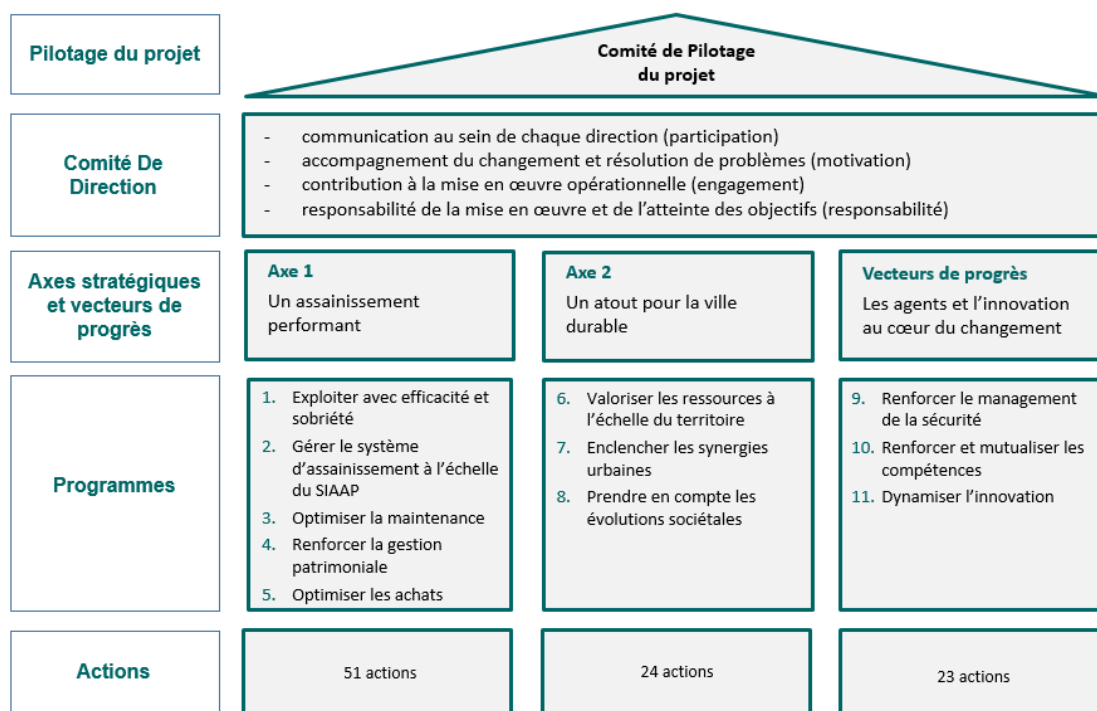 Pilotage du projet
Comité de Pilotage
du projet
Comité De
Direction
- communication au sein de chaque direction (participation)
- accompagnement du changement et résolution de problèmes (motivation)
- contribution à la mise en œuvre opérationnelle (engagement)
- responsabilité de la mise en œuvre et de l’atteinte des objectifs (responsabilité)
Axes stratégiques
et vecteurs de
progrès
Axe 1
Un assainissement
performant
Axe 2
Un atout pour la ville
durable
Vecteurs de progrès
Les agents et l’innovation
au cœur du changement
Programmes
1. Exploiter avec efficacité et
sobriété
2. Gérer le système
d’assainissement à l’échelle
du SIAAP
3. Optimiser la maintenance
4. Renforcer la gestion
patrimoniale
5. Optimiser les achats
6. Valoriser les ressources à
l’échelle du territoire
7. Enclencher les synergies
urbaines
8. Prendre en compte les
évolutions sociétales
9. Renforcer le management
de la sécurité
10. Renforcer et mutualiser les
compétences
11. Dynamiser l’innovation
Actions
51 actions
24 actions
23 actions